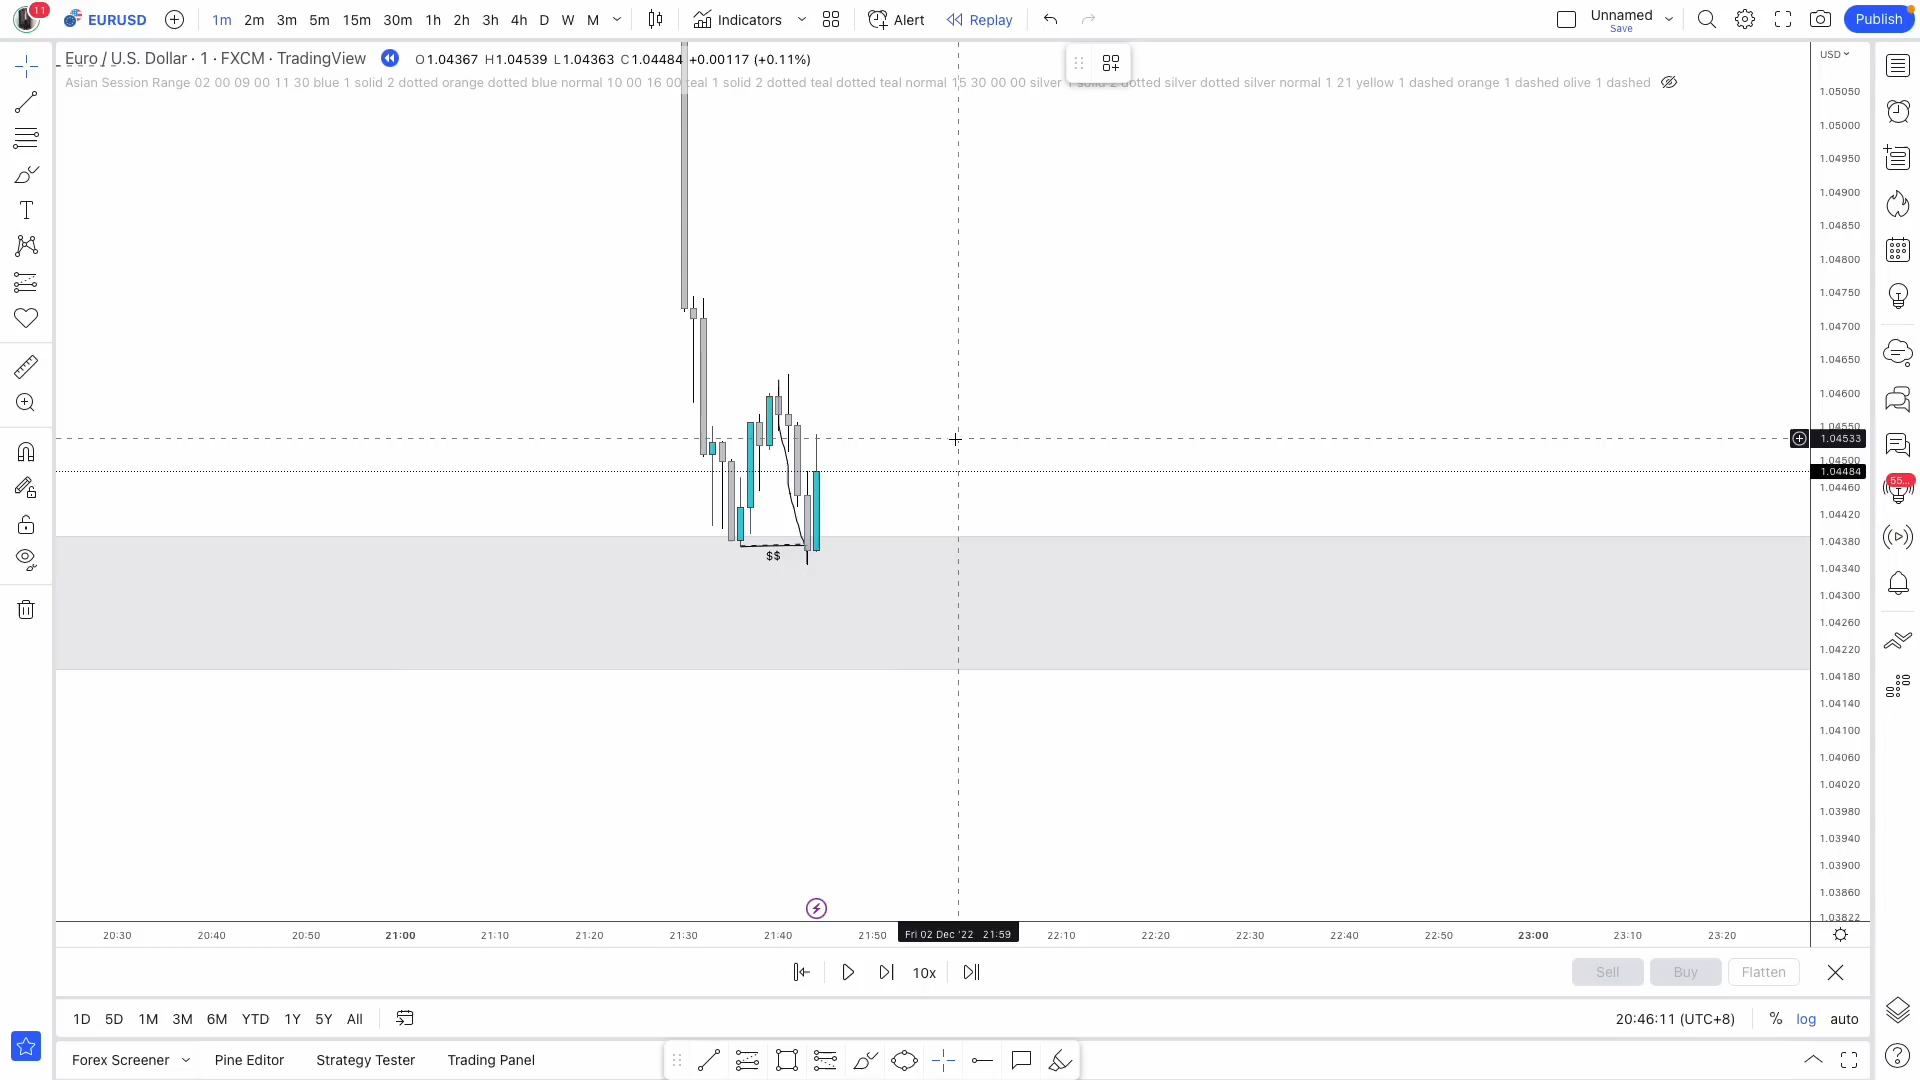 11
EURUSD
1m 2m 3m 5m 15m 30m 1h 2h 3h 4h D W M
Indicators
Alert
Replay
Unnamed
Save
Publish
Euro / U.S. Dollar · 1 · FXCM · TradingView
O1.04367 H1.04539 L1.04363 C1.04484 +0.00117 (+0.11%)
USD
Asian Session Range 02 00 09 00 11 30 blue 1 solid 2 dotted orange dotted blue normal 10 00 16 00 teal 1 solid 2 dotted teal dotted teal normal 15 30 00 00 silver 1 solid 2 dotted silver dotted silver normal 1 21 yellow 1 dashed orange 1 dashed olive 1 dashed
1.05050
1.05000
1.04950
1.04900
1.04850
1.04800
1.04750
1.04700
1.04650
1.04600
1.04550
1.04533
1.04500
1.04484
1.04460
1.04420
1.04380
1.04340
1.04300
1.04260
1.04220
1.04180
1.04140
1.04100
1.04060
1.04020
1.03980
1.03940
1.03900
1.03860
1.03822
55...
$$
20:30 20:40 20:50 21:00 21:10 21:20 21:30 21:40 21:50 Fri 02 Dec '22 21:59 22:10 22:20 22:30 22:40 22:50 23:00 23:10 23:20
10x
Sell Buy Flatten
1D 5D 1M 3M 6M YTD 1Y 5Y All
20:46:11 (UTC+8) % log auto
Forex Screener Pine Editor Strategy Tester Trading Panel